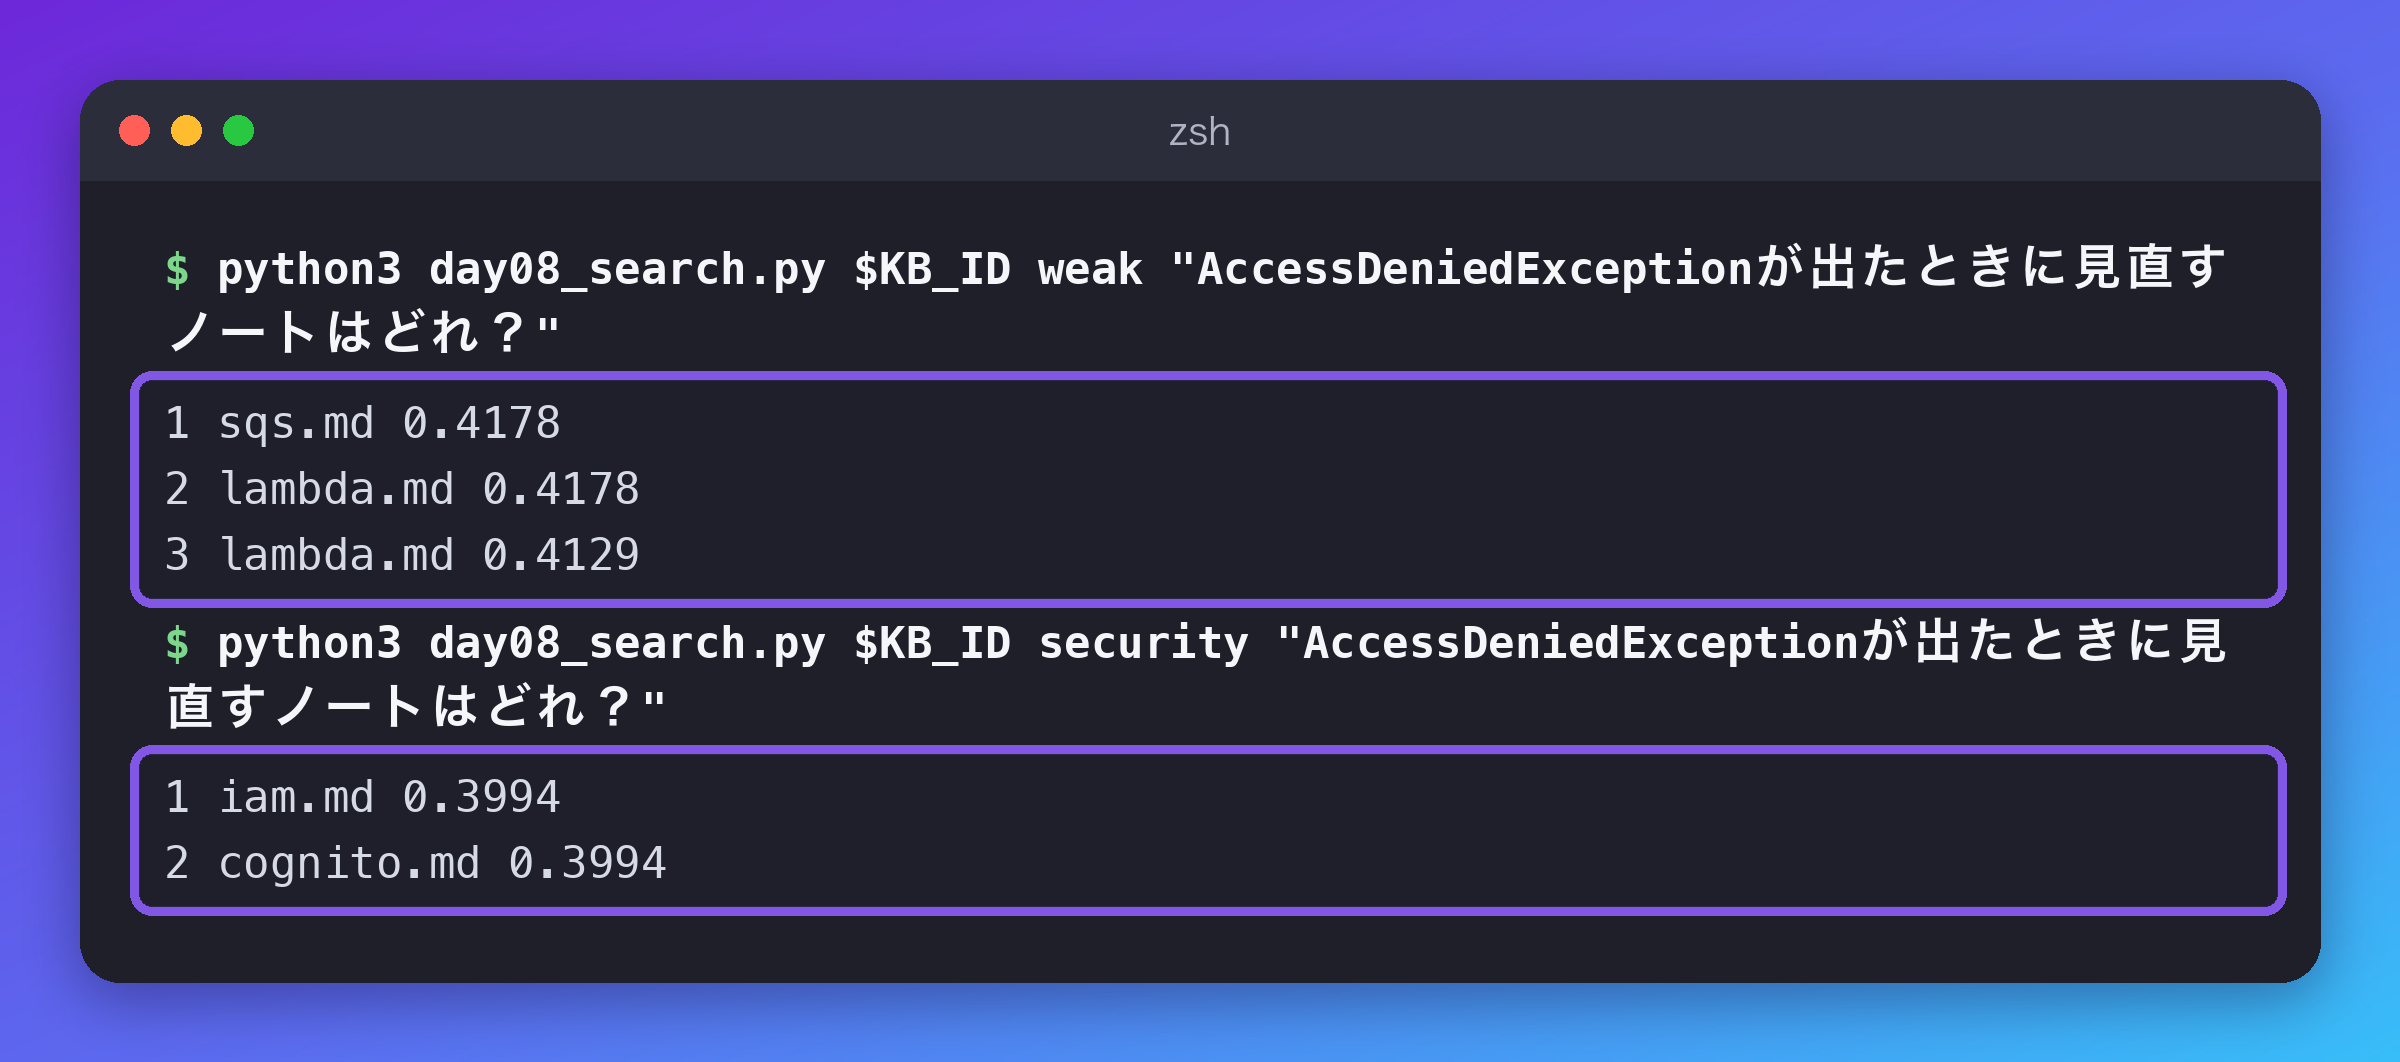 zsh
$ python3 day08_search.py $KB_ID weak "AccessDeniedExceptionが出たときに見直す
ノートはどれ？"
1 sqs.md 0.4178
2 lambda.md 0.4178
3 lambda.md 0.4129
$ python3 day08_search.py $KB_ID security "AccessDeniedExceptionが出たときに見
直すノートはどれ？"
1 iam.md 0.3994
2 cognito.md 0.3994